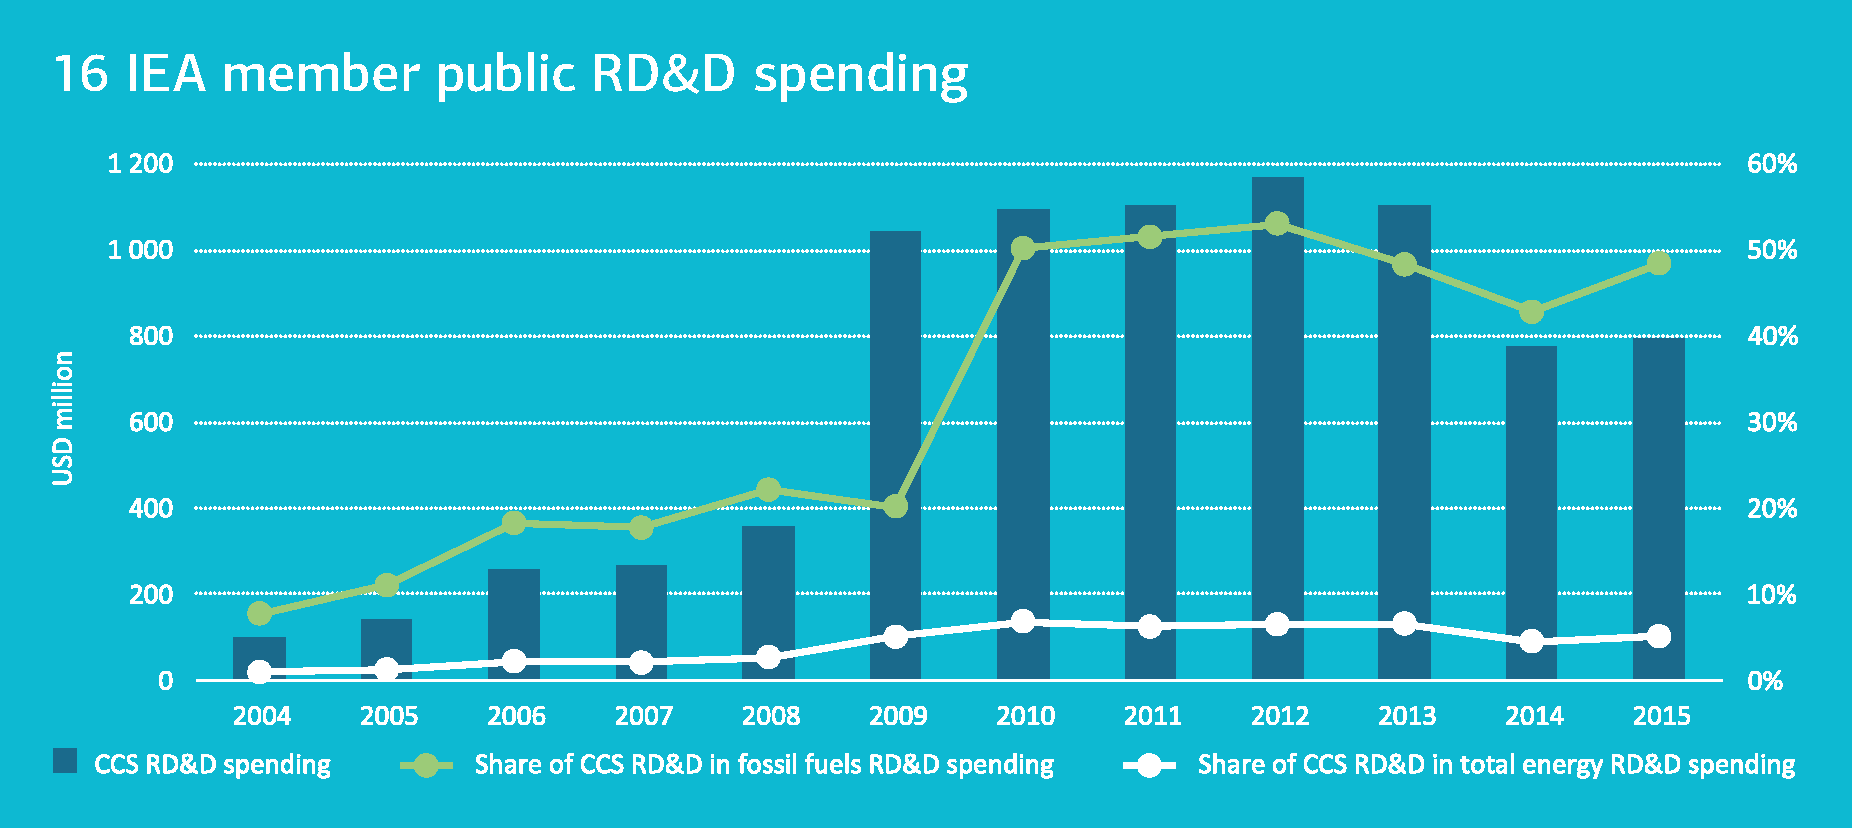 16 IEA member public RD&D spending
1 200
60%
1 000
50%
800
40%
600
30%
400
20%
200
10%
0
0%
USD million
2004 2005 2006 2007 2008 2009 2010 2011 2012 2013 2014 2015
CCS RD&D spending
Share of CCS RD&D in fossil fuels RD&D spending
Share of CCS RD&D in total energy RD&D spending